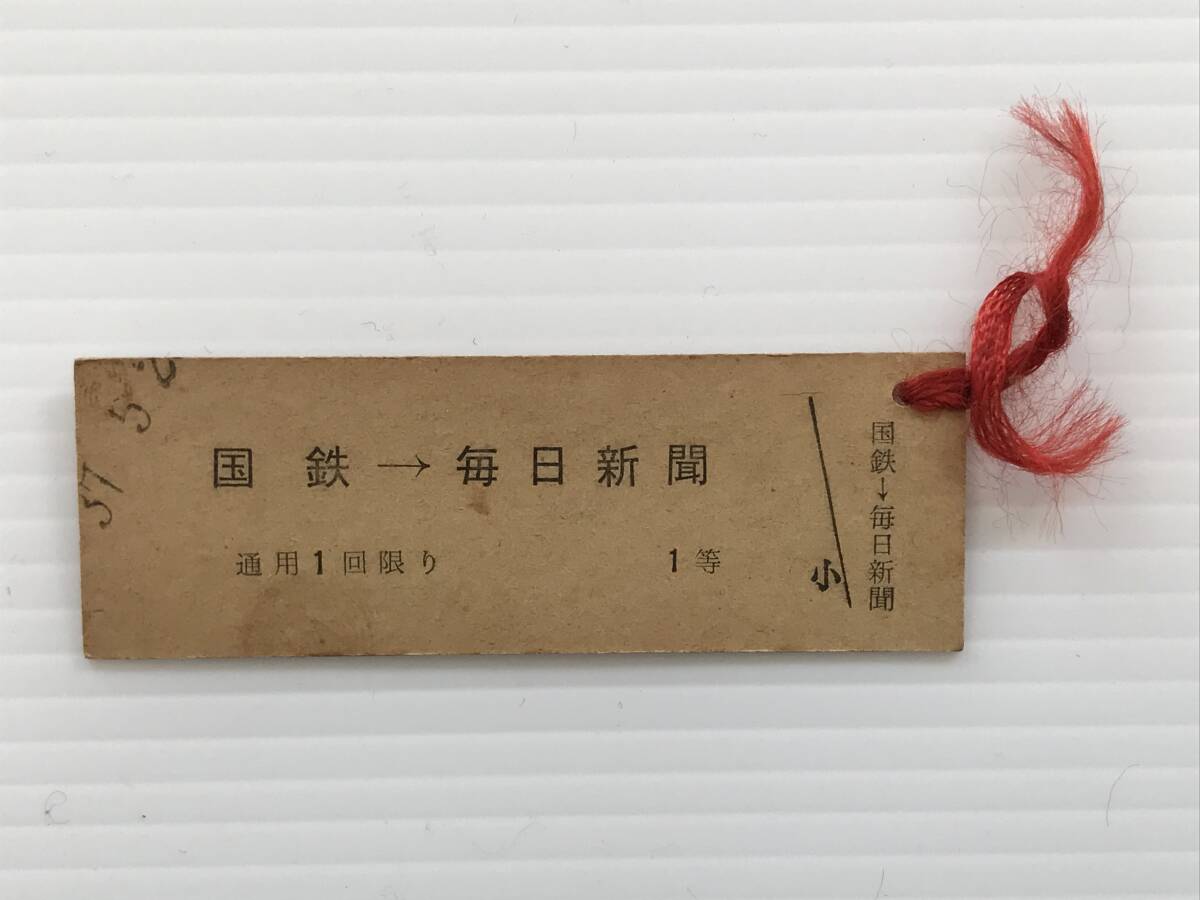 国鉄→毎日新聞
通用1回限り 1等
小
国鉄→毎日新聞